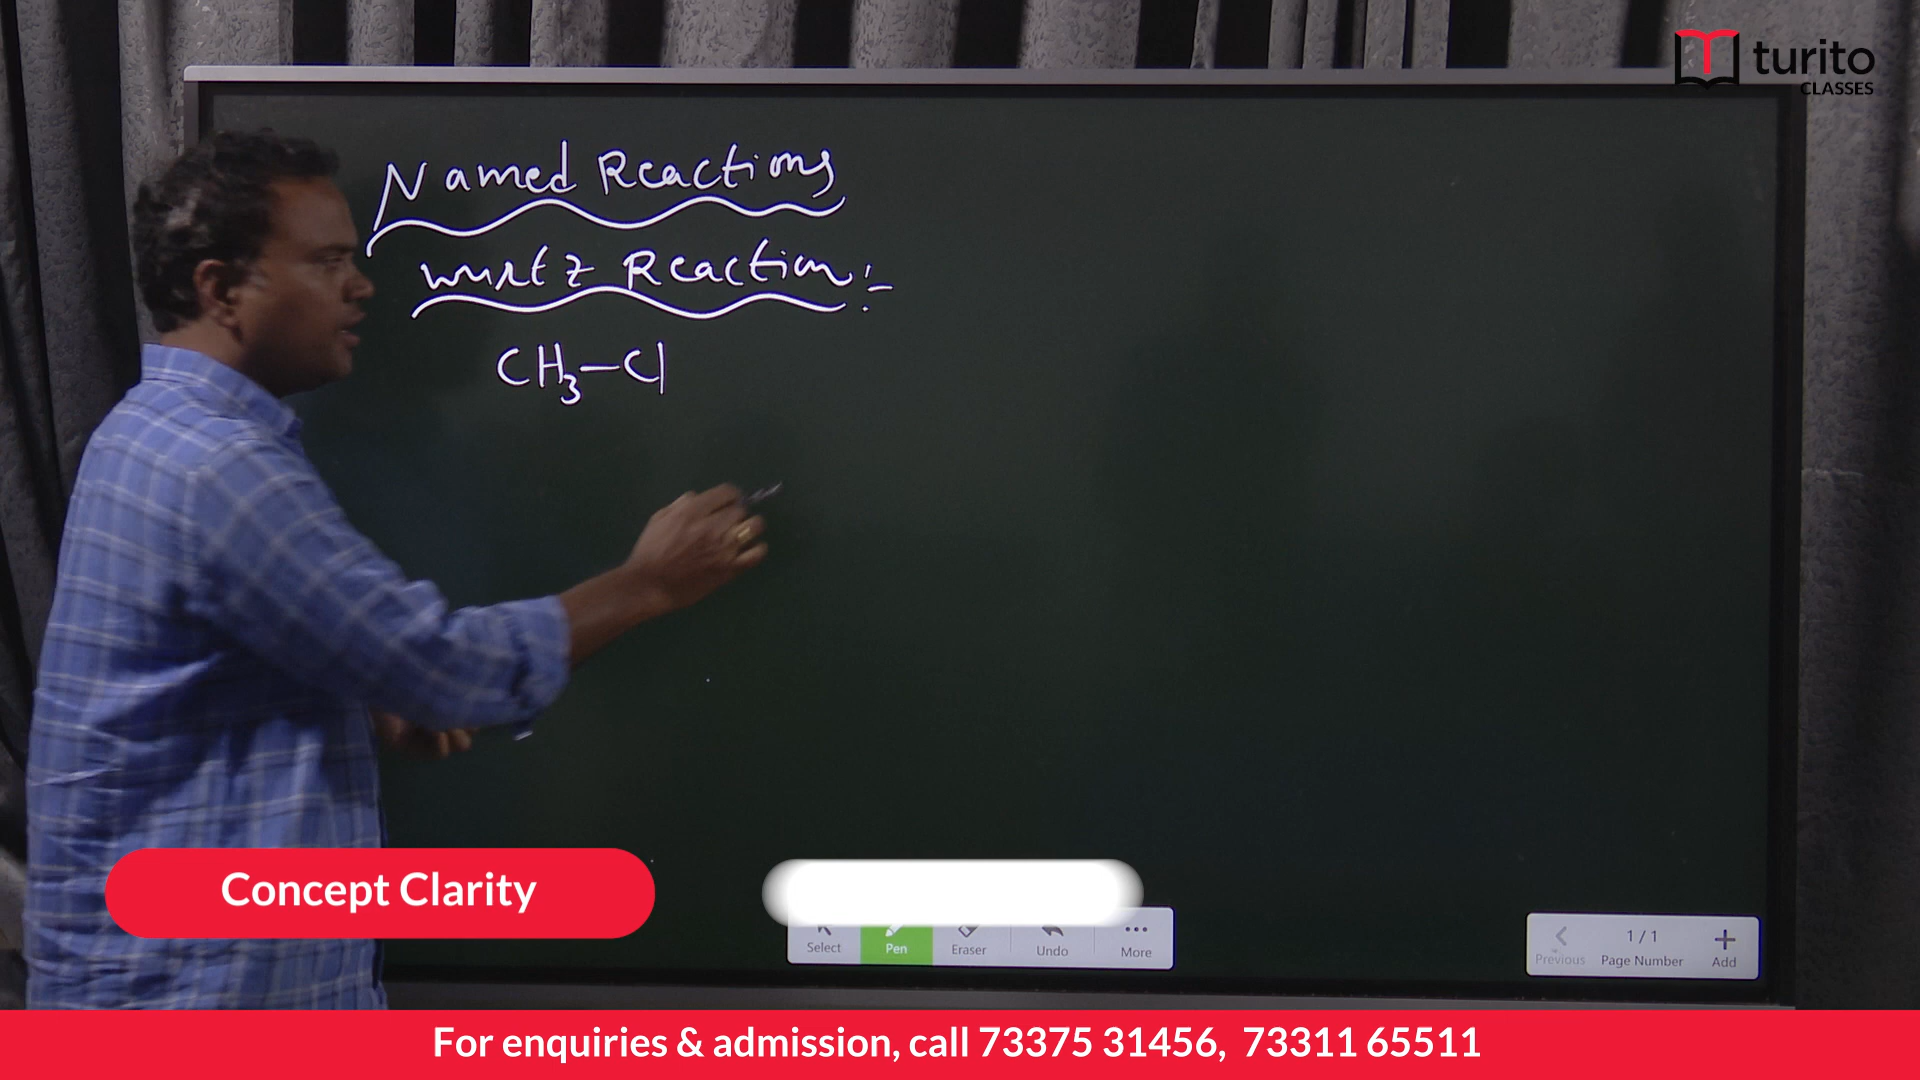 turito
CLASSES
Named Reactions
wurtz Reaction:-
CH₃-Cl
Concept Clarity
Select Pen Eraser Undo More
Previous 1/1 Page Number Add
For enquiries & admission, call 73375 31456, 73311 65511